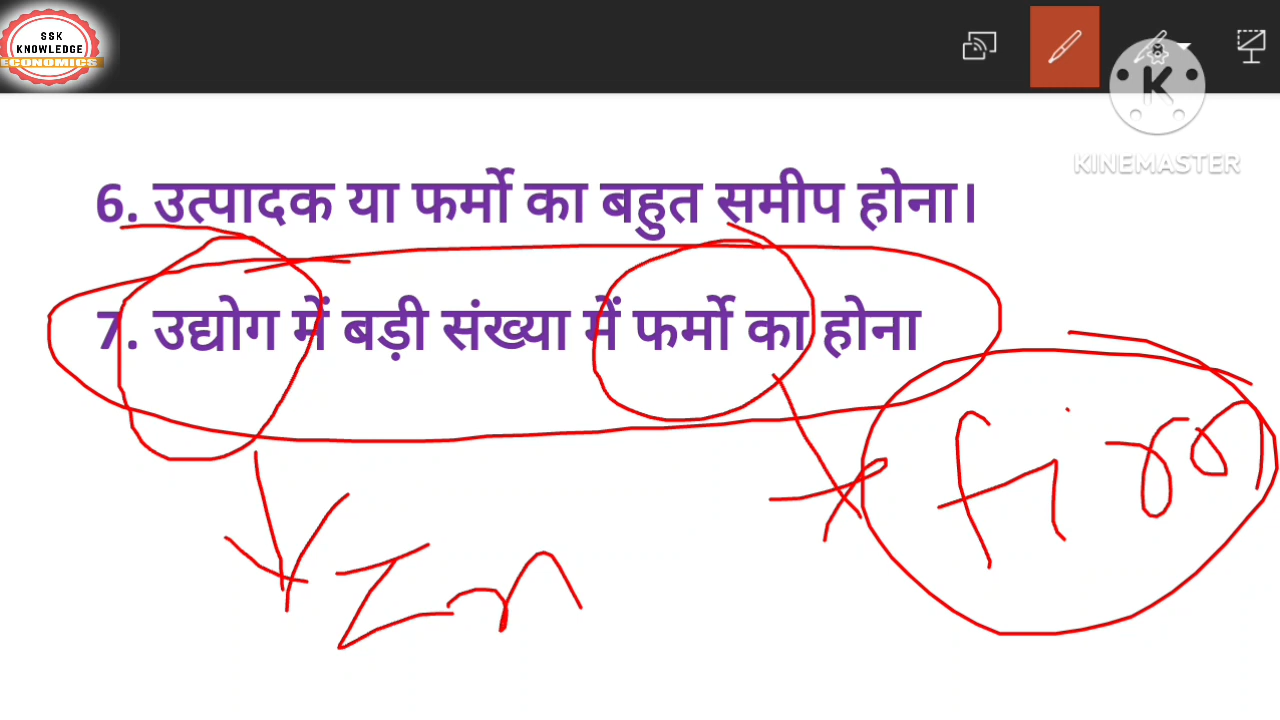 SSK
KNOWLEDGE
ECONOMICS
K
KINEMASTER
6. उत्पादक या फर्मो का बहुत समीप होना।
7. उद्योग में बड़ी संख्या में फर्मो का होना